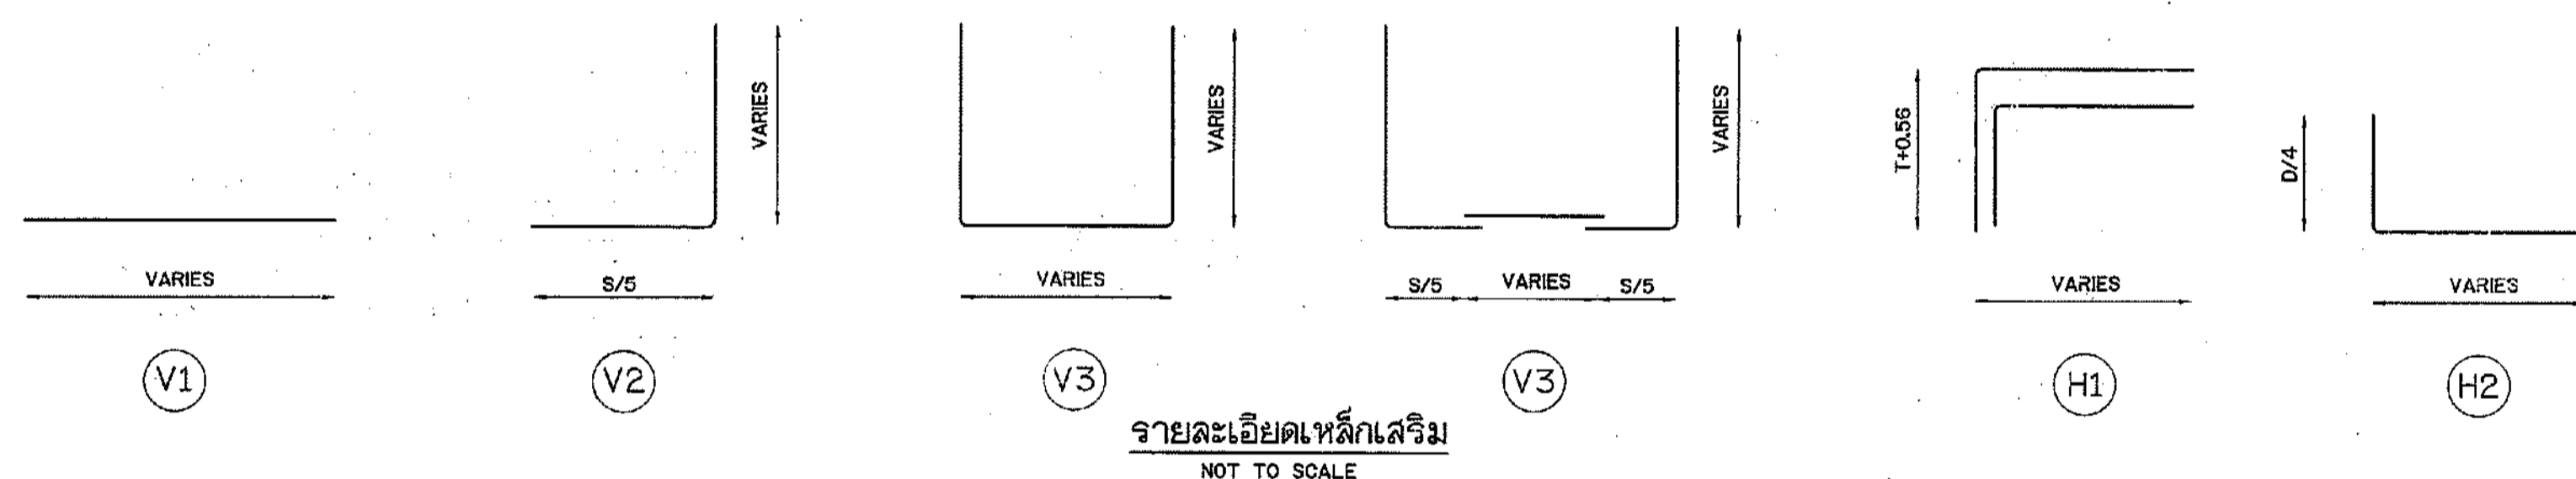 VARIES
VARIES
S/5
VARIES
VARIES
VARIES
S/5 VARIES S/5
T+0.56
VARIES
D/4
VARIES
V1 V2 V3 V3 H1 H2
รายละเอียดเหล็กเสริม
NOT TO SCALE